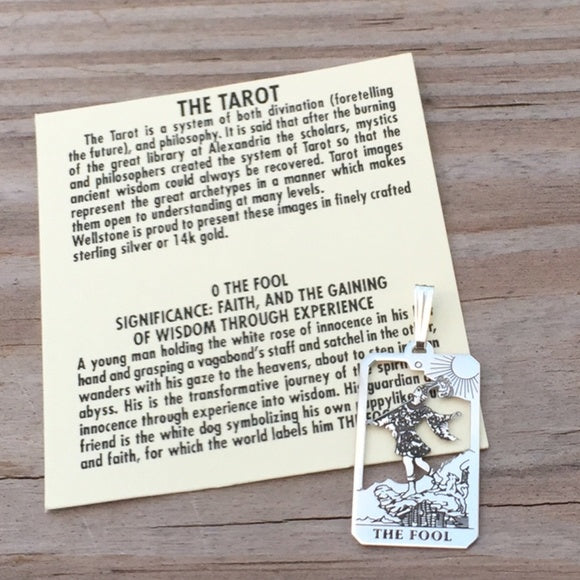 THE TAROT
The Tarot is a system of both divination (foretelling
the future), and philosophy. It is said that after the burning
of the great library at Alexandria the scholars, mystics
and philosophers created the system of Tarot so that the
ancient wisdom could always be recovered. Tarot images
represent the great archetypes in a manner which makes
them open to understanding at many levels.
Wellstone is proud to present these images in finely crafted
sterling silver or 14k gold.
0 THE FOOL
SIGNIFICANCE: FAITH, AND THE GAINING
OF WISDOM THROUGH EXPERIENCE
A young man holding the white rose of innocence in his
hand and grasping a vagabond's staff and satchel in the other,
wanders with his gaze to the heavens, about to step in
abyss. His is the transformative journey of
innocence through experience into wisdom. His guardian
friend is the white dog symbolizing his own puppylike
and faith, for which the world labels him THE
THE FOOL